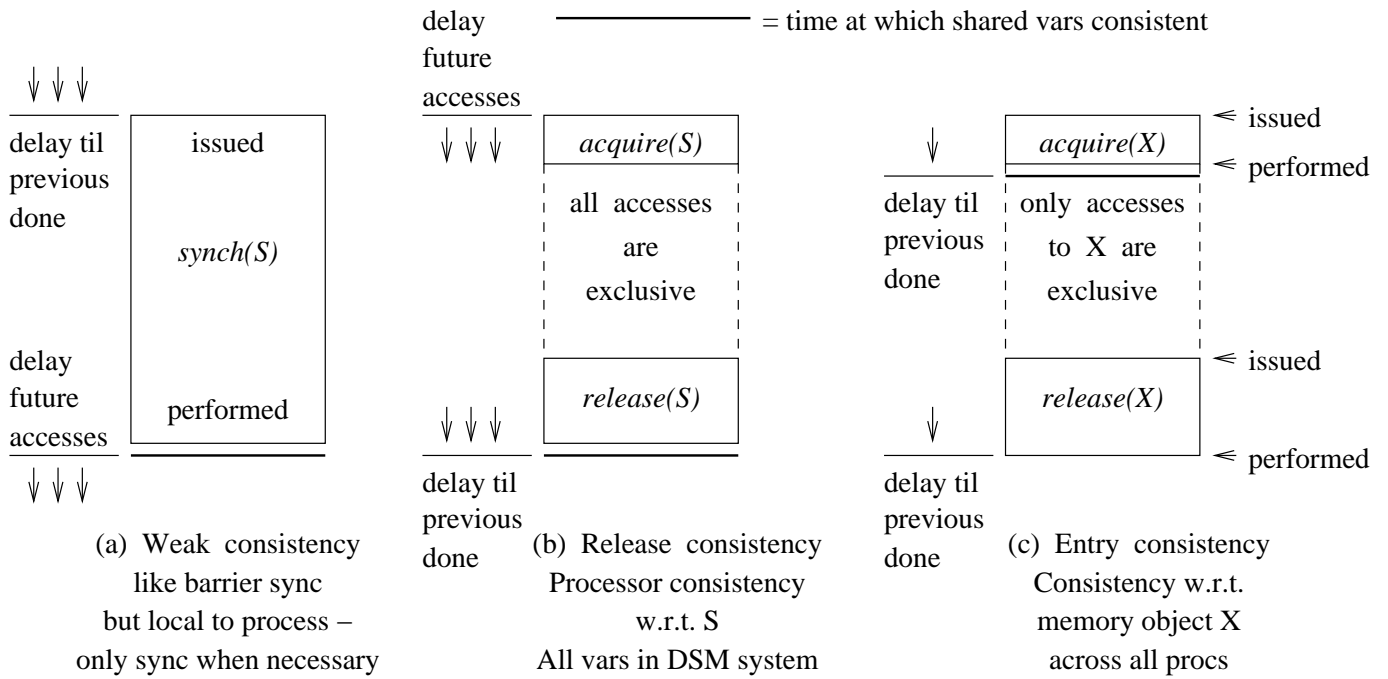 delay
future
accesses
= time at which shared vars consistent
delay til
previous
done
issued
synch(S)
performed
delay
future
accesses
(a) Weak consistency
like barrier sync
but local to process –
only sync when necessary
acquire(S)
all accesses
are
exclusive
release(S)
delay til
previous
done
(b) Release consistency
Processor consistency
w.r.t. S
All vars in DSM system
delay til
previous
done
acquire(X)
only accesses
to X are
exclusive
release(X)
issued
performed
issued
performed
delay til
previous
done
(c) Entry consistency
Consistency w.r.t.
memory object X
across all procs